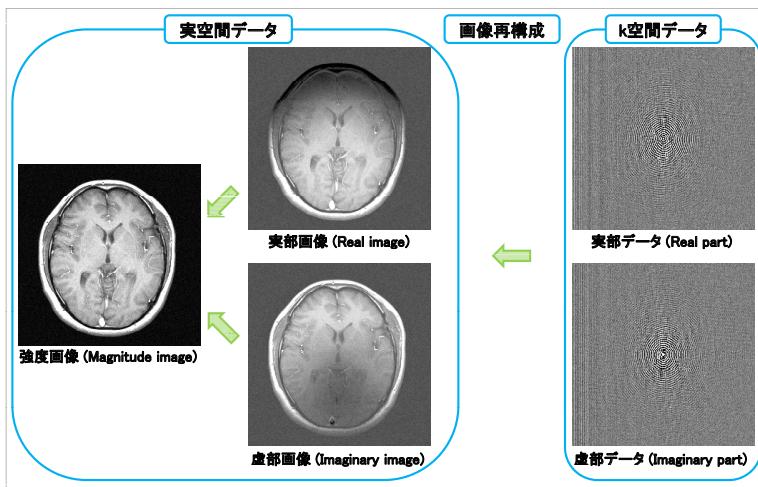 実空間データ
画像再構成
k空間データ
実部画像 (Real image)
実部データ (Real part)
強度画像 (Magnitude image)
虚部画像 (Imaginary image)
虚部データ (Imaginary part)